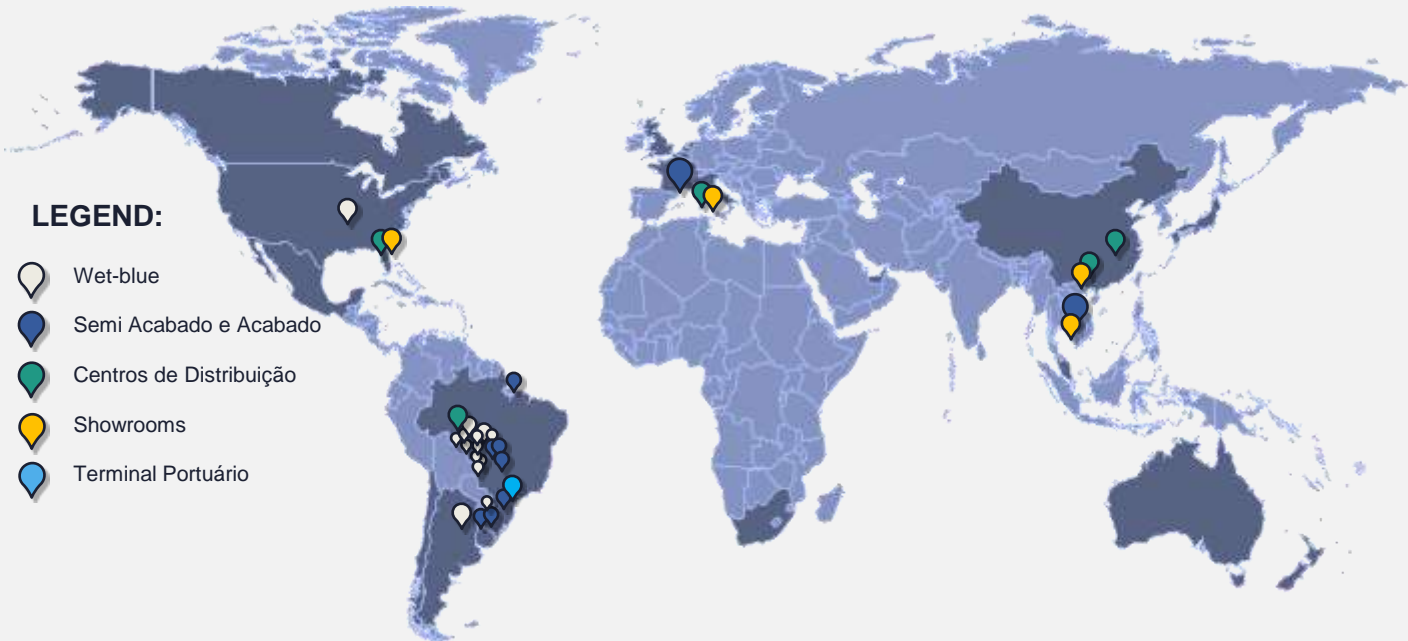 LEGEND:
Wet-blue
Semi Acabado e Acabado
Centros de Distribuição
Showrooms
Terminal Portuário